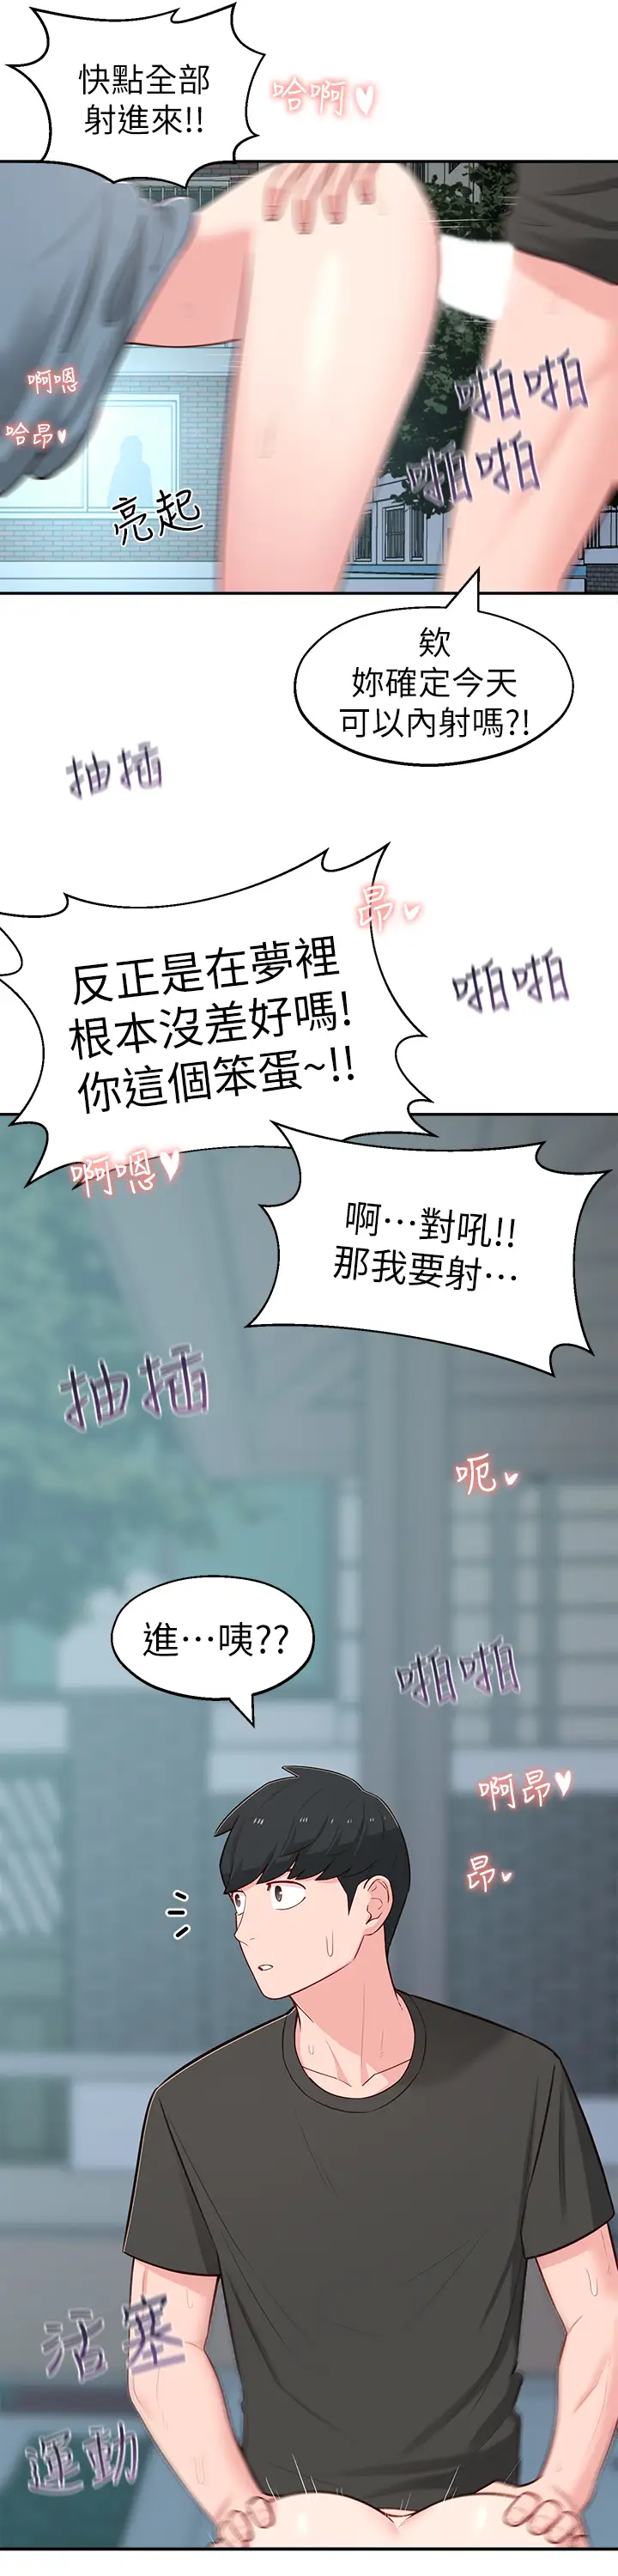 快點全部
射進來!!
哈啊♥
啊嗯
哈昂♥
啪啪
啪啪
亮起
欸
妳確定今天
可以內射嗎?!
抽插
昂♥
反正是在夢裡
根本沒差好嗎!
你這個笨蛋~!!
啪啪
啊嗯♥
啊…對吼!!
那我要射…
抽插
呃♥
進…咦??
啪啪
啊昂♥
昂♥
活塞
運動